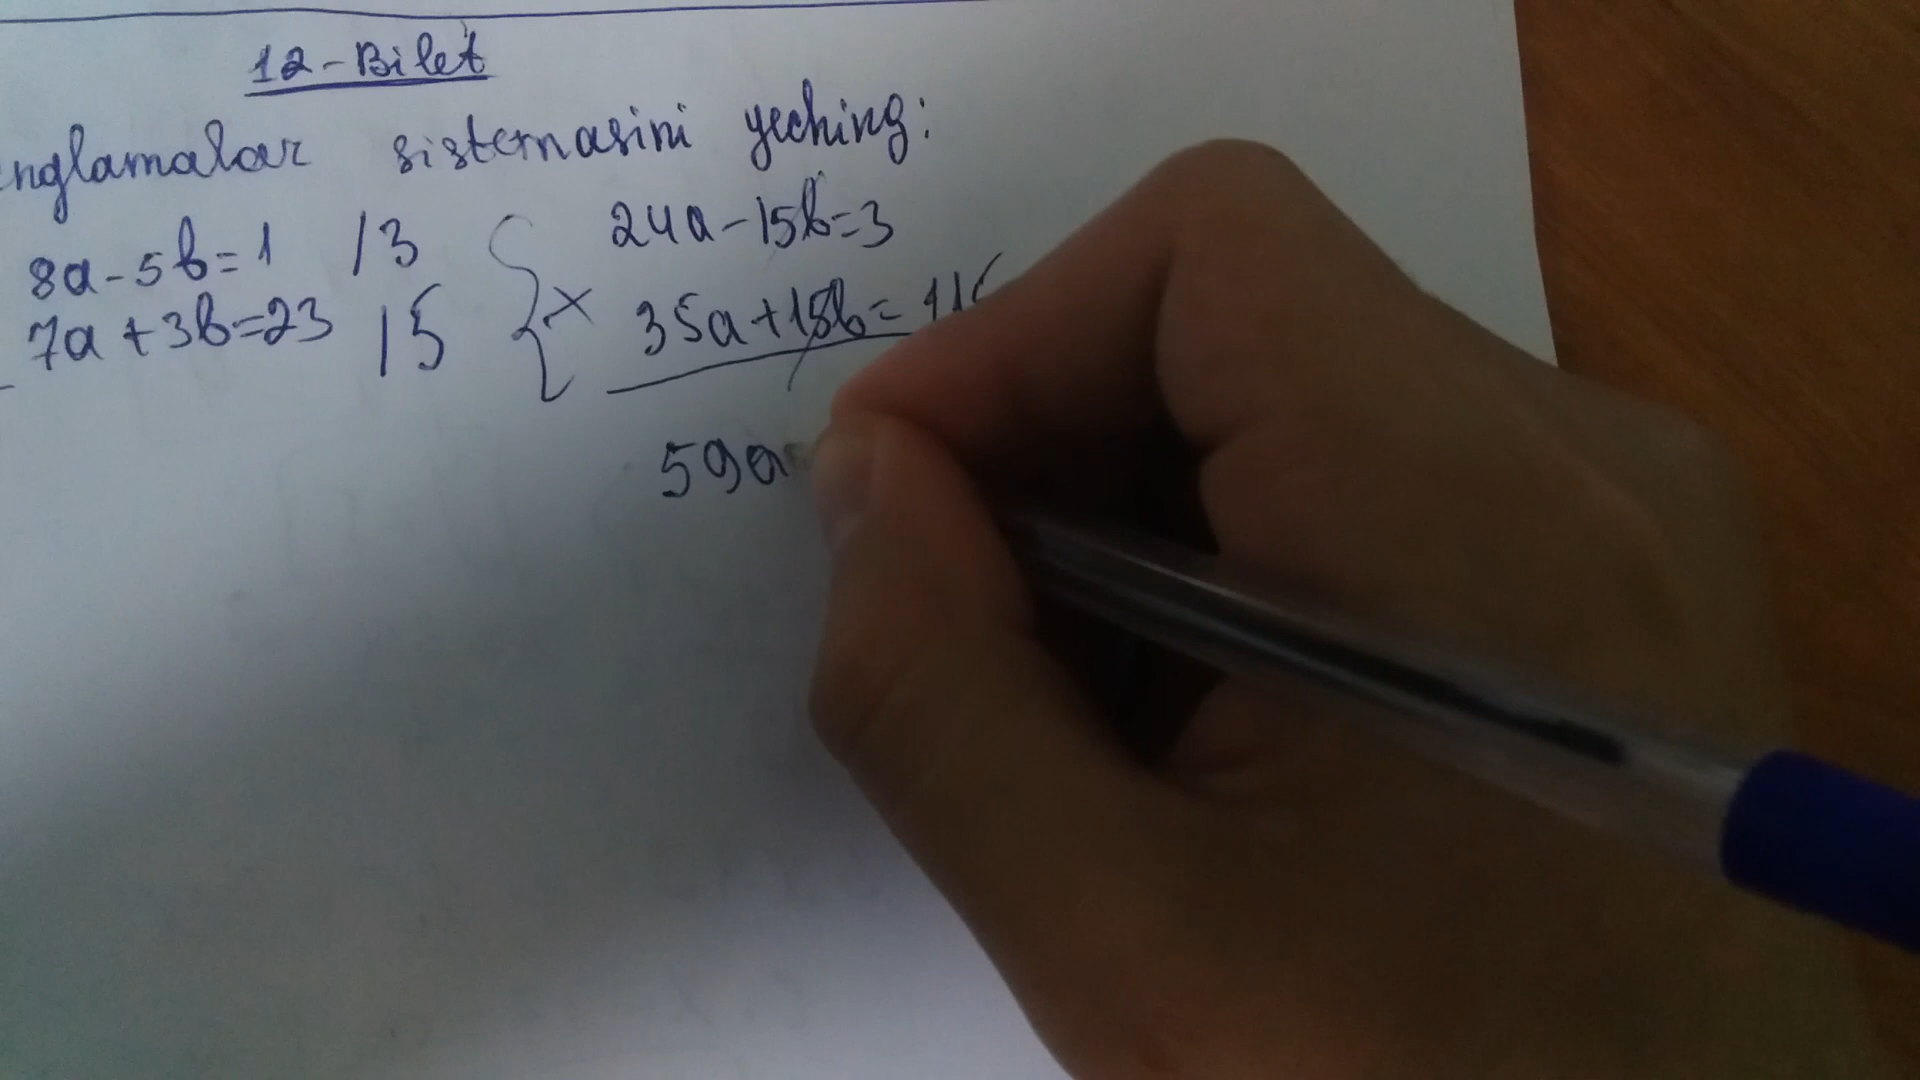 12-Bilet
englamalar sistemasini yeching:
8a-5b=1 /3 { 24a-15b=3
7a+3b=23 /5 × 35a+15b=11
59a